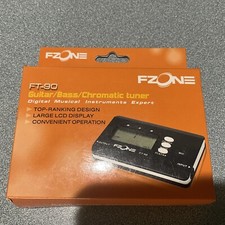 FZONE
FT-90
Guitar/Bass/Chromatic tuner
Digital Musical Instruments Expert
TOP-RANKING DESIGN
LARGE LCD DISPLAY
CONVENIENT OPERATION
FZONE